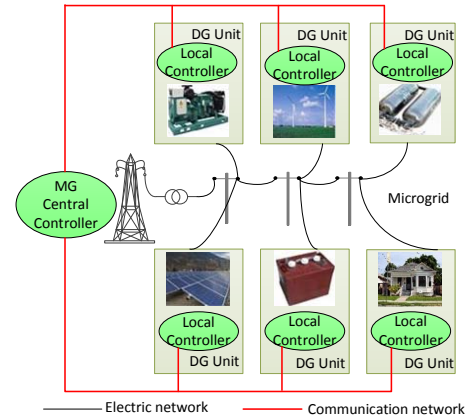 DG Unit
Local
Controller
DG Unit
Local
Controller
DG Unit
Local
Controller
MG
Central
Controller
Microgrid
Local
Controller
DG Unit
Local
Controller
DG Unit
Local
Controller
DG Unit
Electric network
Communication network